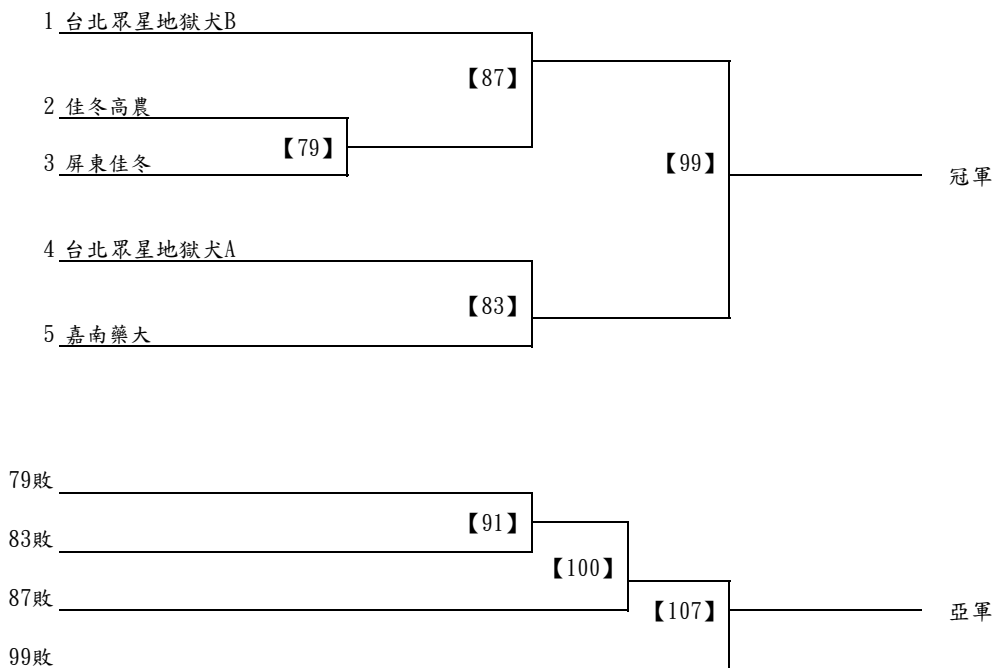 1 台北眾星地獄犬B
【87】
2 佳冬高農
【79】
3 屏東佳冬
【99】
冠軍
4 台北眾星地獄犬A
【83】
5 嘉南藥大
79敗
【91】
83敗
【100】
87敗
【107】
亞軍
99敗